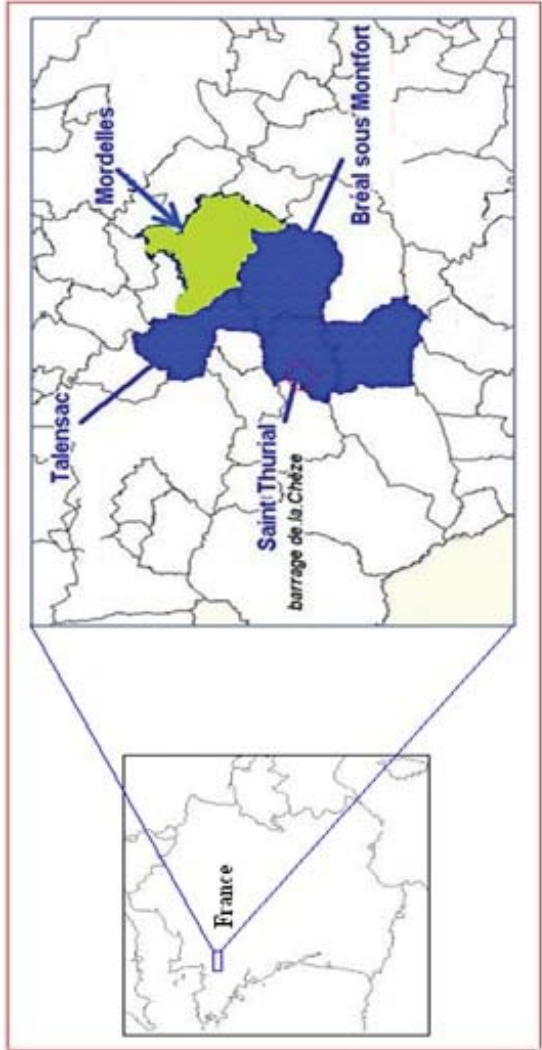 France
Talensac
Mordelles
Saint Thurial
barrage de la Chèze
Bréal sous Montfort